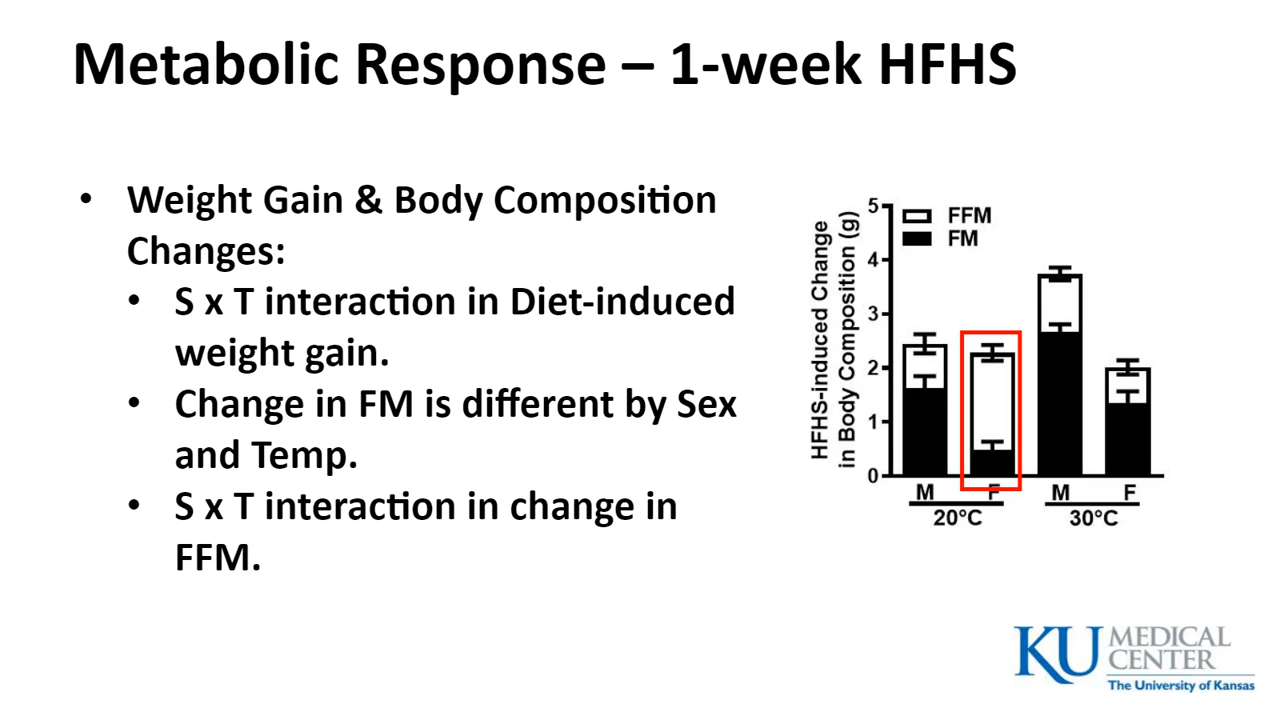 Metabolic Response – 1-week HFHS
• Weight Gain & Body Composition
Changes:
• S x T interaction in Diet-induced
weight gain.
• Change in FM is different by Sex
and Temp.
• S x T interaction in change in
FFM.
HFHS-induced Change
in Body Composition (g)
5
4
3
2
1
0
FFM
FM
M F M F
20°C 30°C
KU MEDICAL
CENTER
The University of Kansas